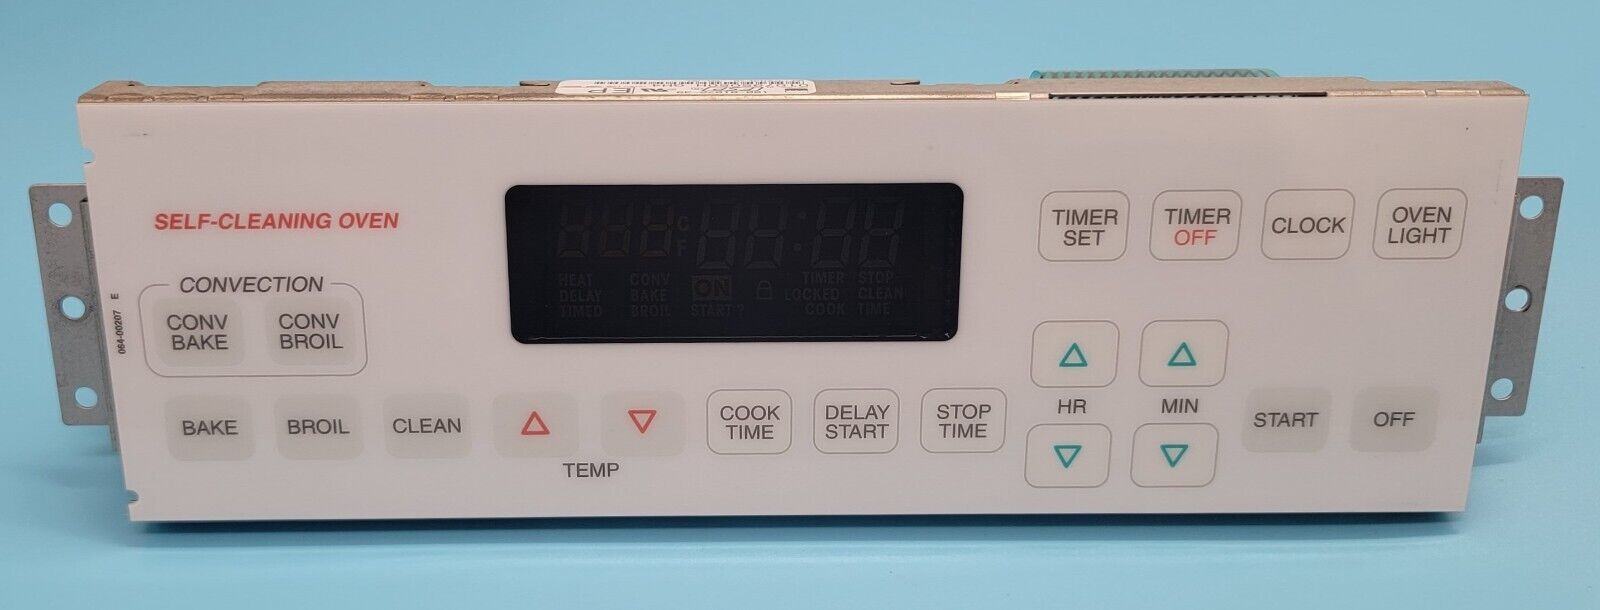 SELF-CLEANING OVEN
CONVECTION
CONV
BAKE
CONV
BROIL
064-00207 E
BAKE
BROIL
CLEAN
TEMP
HEAT CONV TIMER STOP
DELAY BAKE ON LOCKED CLEAN
TIMED BROIL START? COOK TIME
C
F
COOK
TIME
DELAY
START
STOP
TIME
TIMER
SET
TIMER
OFF
CLOCK
OVEN
LIGHT
HR
MIN
START
OFF
EP